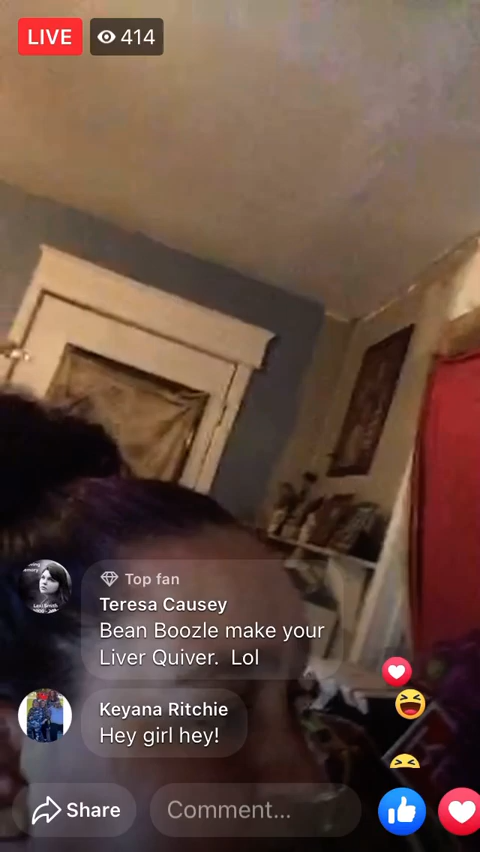 LIVE 414
Top fan
Teresa Causey
Bean Boozle make your
Liver Quiver. Lol
Keyana Ritchie
Hey girl hey!
Share Comment...